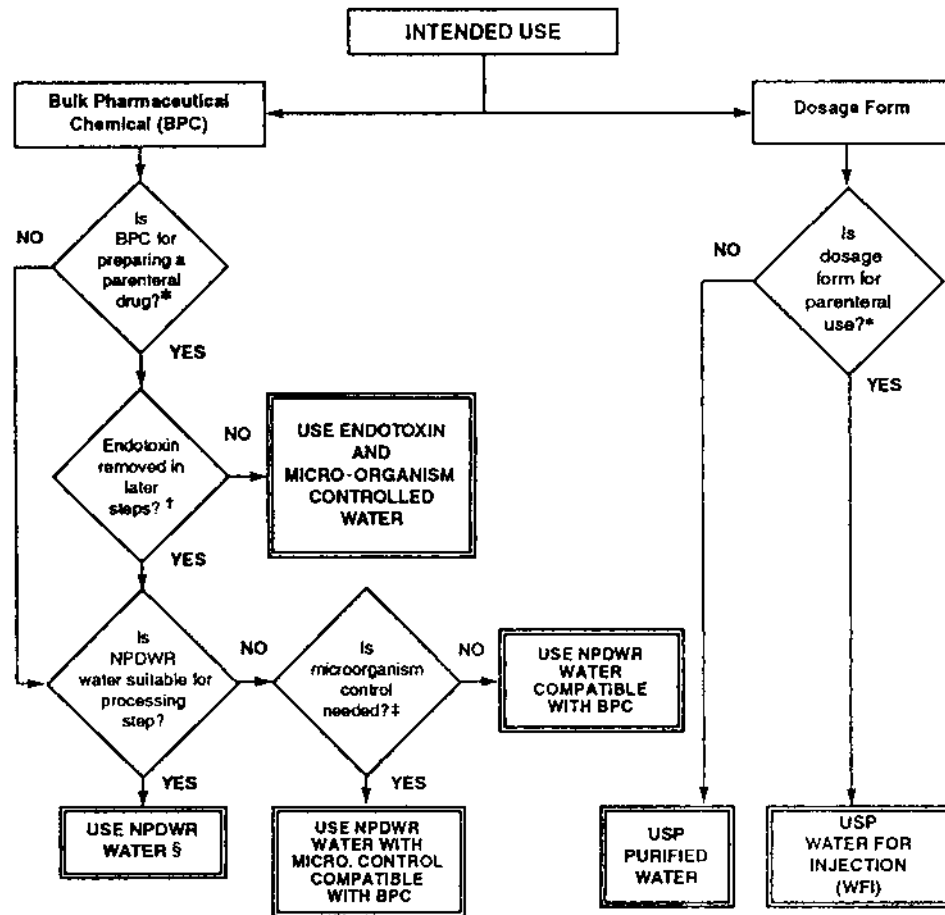 INTENDED USE
Bulk Pharmaceutical
Chemical (BPC)
Dosage Form
Is
BPC for
preparing a
parenteral
drug?*
NO
YES
Is
dosage
form for
parenteral
use?*
NO
YES
Endotoxin
removed in
later
steps? †
NO
YES
USE ENDOTOXIN
AND
MICRO-ORGANISM
CONTROLLED
WATER
Is
NPDWR
water suitable for
processing
step?
NO
YES
Is
microorganism
control
needed?‡
NO
YES
USE NPDWR
WATER
COMPATIBLE
WITH BPC
USE NPDWR
WATER §
USE NPDWR
WATER WITH
MICRO. CONTROL
COMPATIBLE
WITH BPC
USP
PURIFIED
WATER
USP
WATER FOR
INJECTION
(WFI)